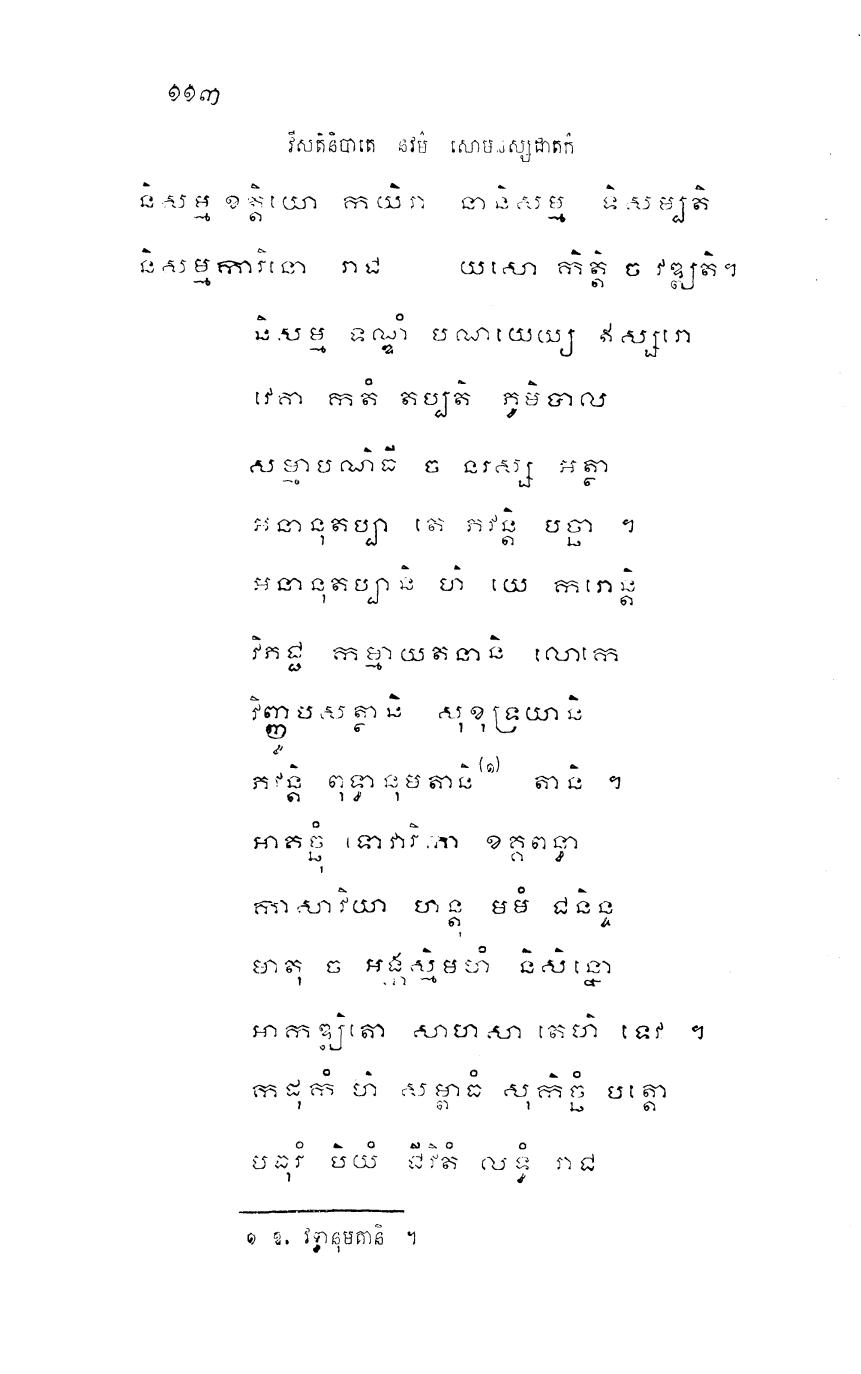 ១១៣
វីសតិនិបាតេ នវមំ សោមនស្សជាតកំ
និសម្ម ខត្តិយោ កយិរា នានិសម្ម ទិសម្បតិ
និសម្មការិនោ រាជ យសោ កិត្តិ ច វឌ្ឍតិ។
និសម្ម ទណ្ឌំ បណយេយ្យ ឥស្សរោ
វេគា កតំ តប្បតិ ភូមិបាល
សម្មាបណិធី ច នរស្ស អត្ថា
អនានុតប្បា តេ ភវន្តិ បច្ឆា ។
អនានុតប្បានិ ហិ យេ ករោន្តិ
វិភជ្ជ កម្មាយតនានិ លោកេ
វិញ្ញូបសត្ថានិ សុខុទ្រយានិ
ភវន្តិ ពុទ្ធានុមតានិ(១) តានិ ។
អាគច្ឆុំ ទោវារិកា ខគ្គពន្ធា
កាសាវិយា ហន្តុ មមំ ជនិន្ទ
មាតុ ច អង្កស្មិមហំ និសិន្នោ
អាកឌ្ឍិតោ សាហសា តេហិ ទេវ ។
កដុកំ ហិ សម្ពាធំ សុកិច្ឆំ បត្តោ
មធុរំ បិយំ ជីវិតំ លទ្ធំ រាជ
១ ឱ. វទ្ធានុមតានិ ។